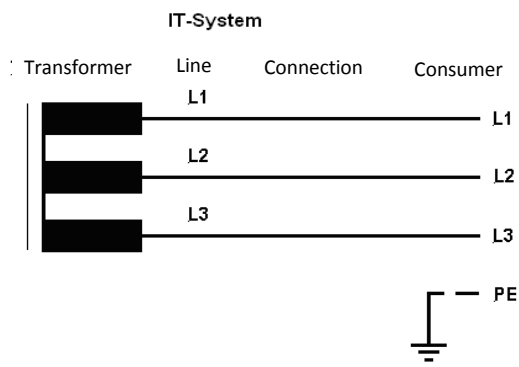 IT-System
Transformer Line Connection Consumer
L1
L1
L2
L2
L3
L3
PE